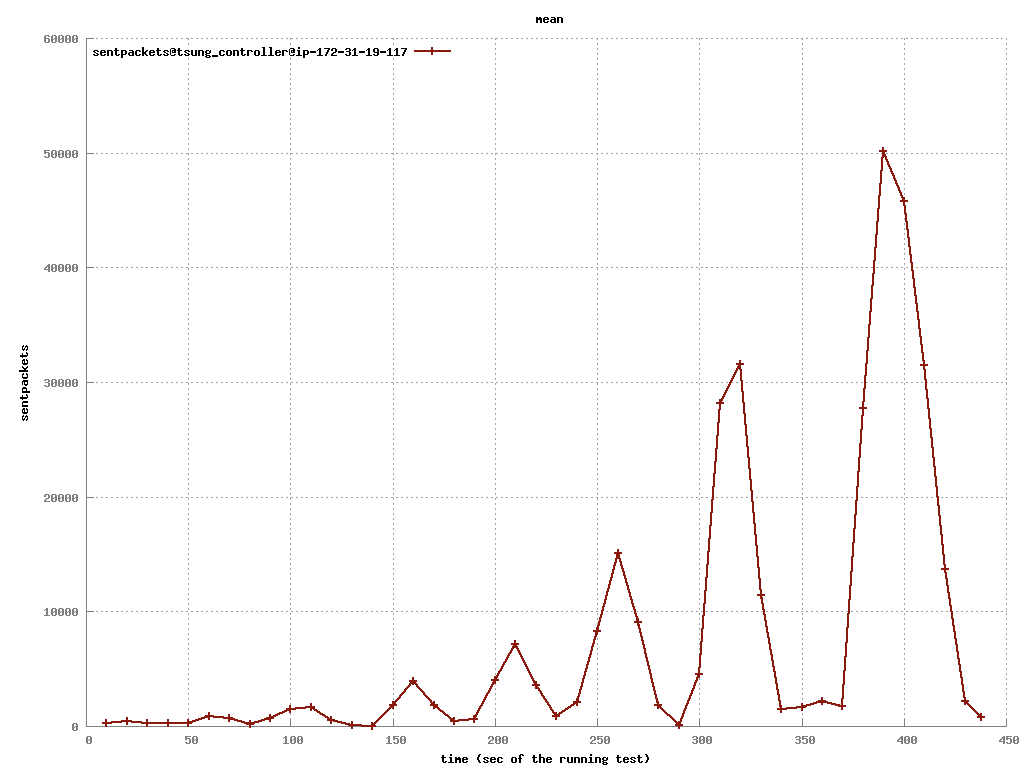 mean
60000
sentpackets@tsung_controller@ip-172-31-19-117
50000
40000
30000
sentpackets
20000
10000
0
0 50 100 150 200 250 300 350 400 450
time (sec of the running test)